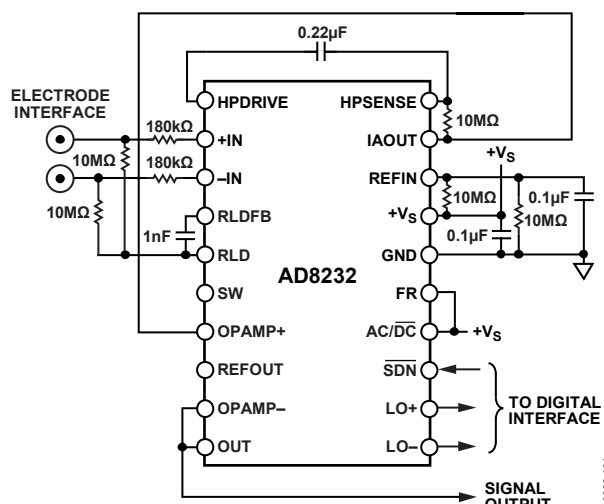 0.22µF
ELECTRODE
INTERFACE
HPDRIVE
HPSENSE
10MΩ
180kΩ
+IN
IAOUT
+VS
10MΩ
180kΩ
–IN
REFIN
10MΩ
0.1µF
10MΩ
RLDFB
+VS
10MΩ
1nF
0.1µF
RLD
GND
AD8232
SW
FR
OPAMP+
AC/DC
+VS
REFOUT
SDN
OPAMP–
LO+
TO DIGITAL
INTERFACE
OUT
LO–
SIGNAL
OUTPUT